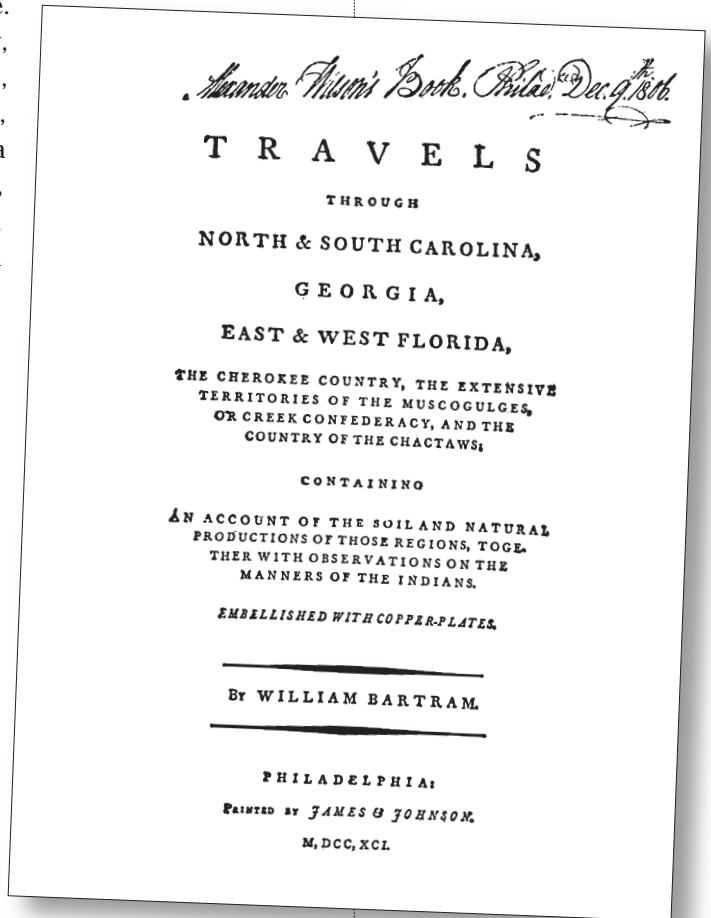 Alexander Wilson's Book. Philad. Dec. 9th. 1806.
TRAVELS
THROUGH
NORTH & SOUTH CAROLINA,
GEORGIA,
EAST & WEST FLORIDA,
THE CHEROKEE COUNTRY, THE EXTENSIVE
TERRITORIES OF THE MUSCOGULGES,
OR CREEK CONFEDERACY, AND THE
COUNTRY OF THE CHACTAWS;
CONTAINING
AN ACCOUNT OF THE SOIL AND NATURAL
PRODUCTIONS OF THOSE REGIONS, TOGE-
THER WITH OBSERVATIONS ON THE
MANNERS OF THE INDIANS.
EMBELLISHED WITH COPPER-PLATES.
By WILLIAM BARTRAM.
PHILADELPHIA:
PRINTED BY JAMES & JOHNSON.
M,DCC,XCI.